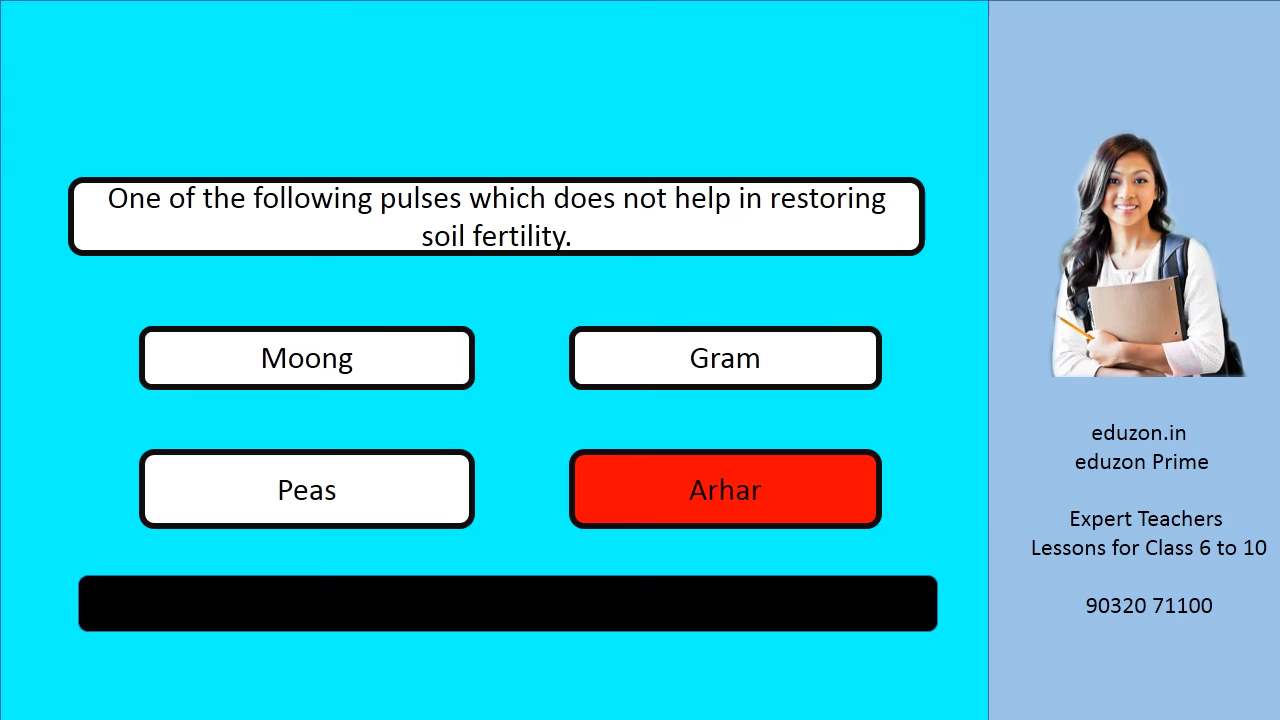 One of the following pulses which does not help in restoring
soil fertility.
Moong
Gram
Peas
Arhar
eduzon.in
eduzon Prime
Expert Teachers
Lessons for Class 6 to 10
90320 71100